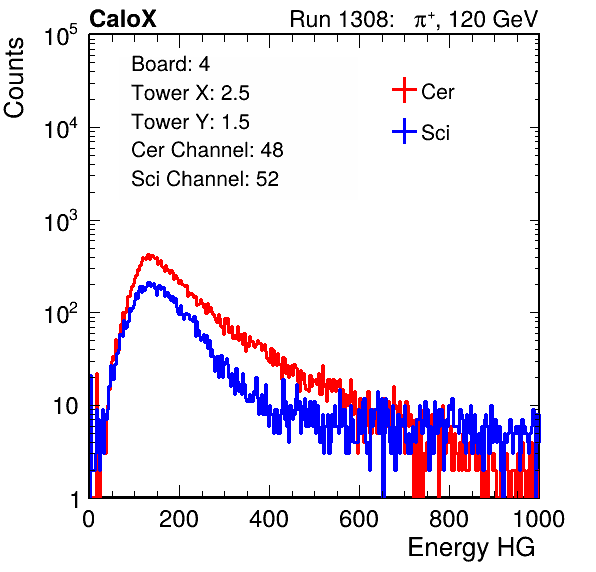 CaloX Run 1308: π⁺, 120 GeV
Counts
Board: 4
Tower X: 2.5
Tower Y: 1.5
Cer Channel: 48
Sci Channel: 52
Cer
Sci
10⁵
10⁴
10³
10²
10
1
0 200 400 600 800 1000
Energy HG